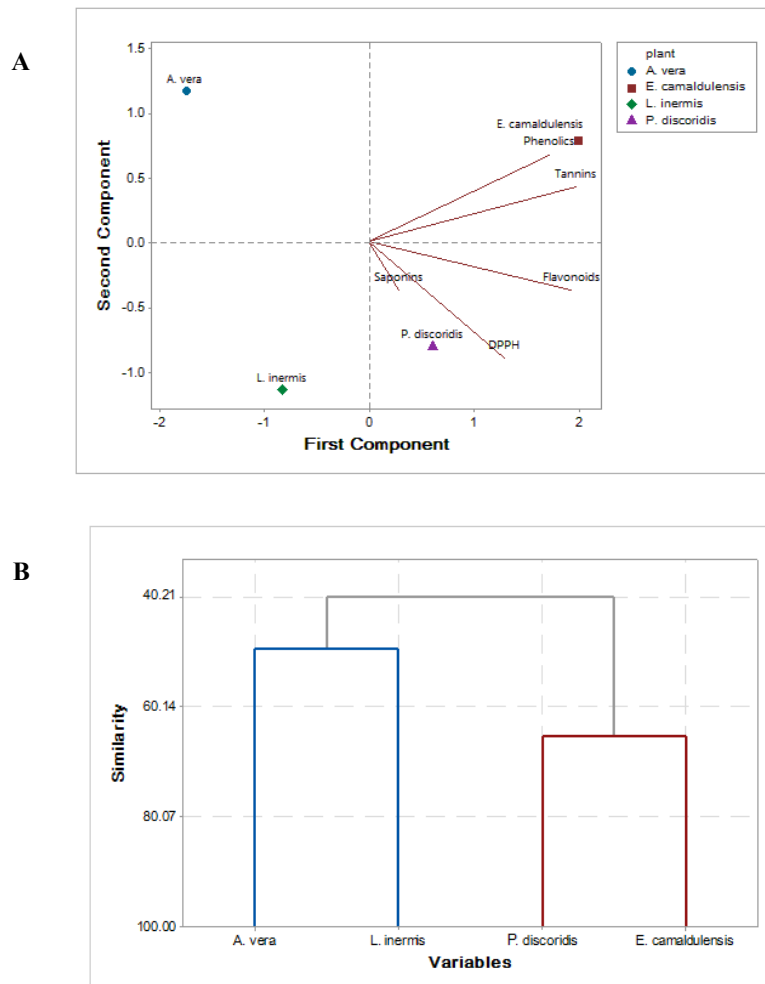 A
plant
A. vera
E. camaldulensis
L. inermis
P. discoridis
1.5
1.0
0.5
0.0
-0.5
-1.0
Second Component
A. vera
E. camaldulensis
Phenolics
Tannins
Saponins
Flavonoids
P. discoridis
DPPH
L. inermis
-2
-1
0
1
2
First Component
B
40.21
60.14
80.07
100.00
Similarity
A. vera
L. inermis
P. discoridis
E. camaldulensis
Variables